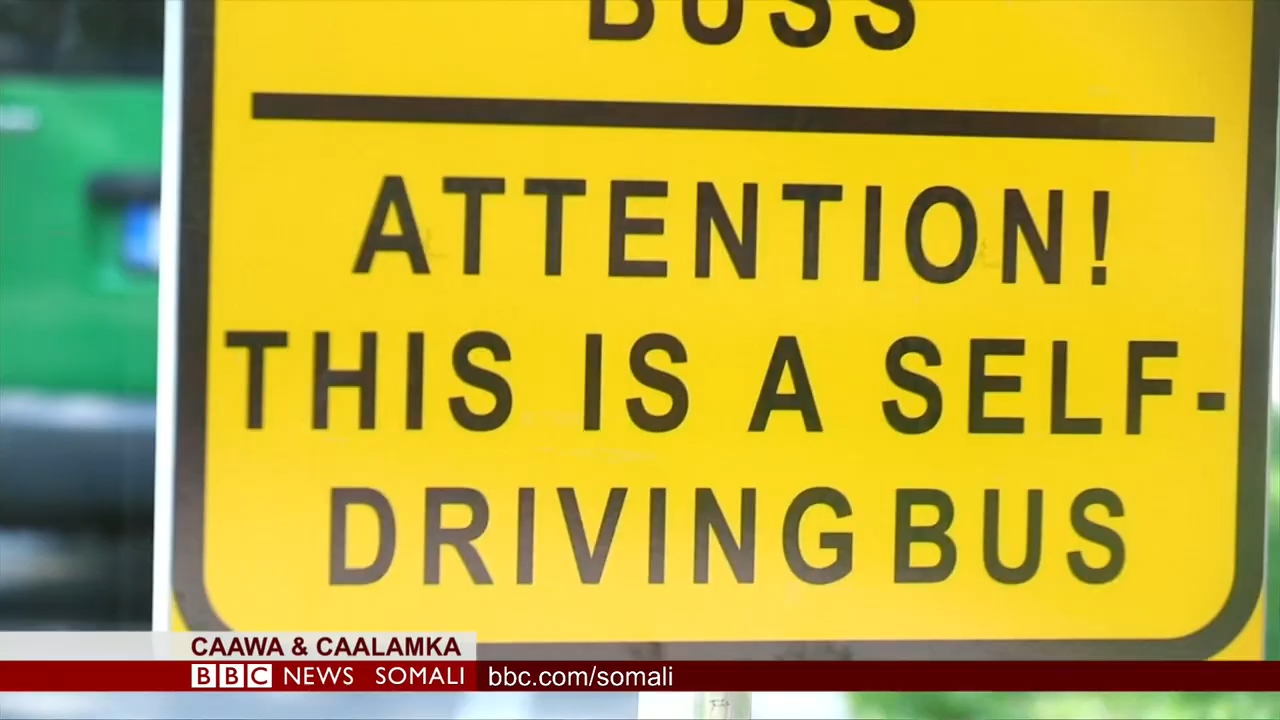 BUSS
ATTENTION!
THIS IS A SELF-
DRIVING BUS
CAAWA & CAALAMKA
BBC NEWS SOMALI bbc.com/somali